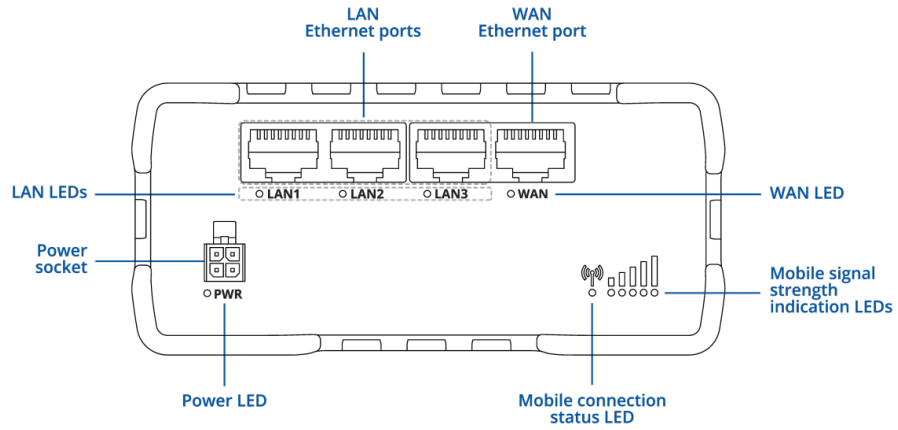 LAN
Ethernet ports
WAN
Ethernet port
LAN LEDs
LAN1
LAN2
LAN3
WAN
WAN LED
Power
socket
PWR
Mobile signal
strength
indication LEDs
Power LED
Mobile connection
status LED